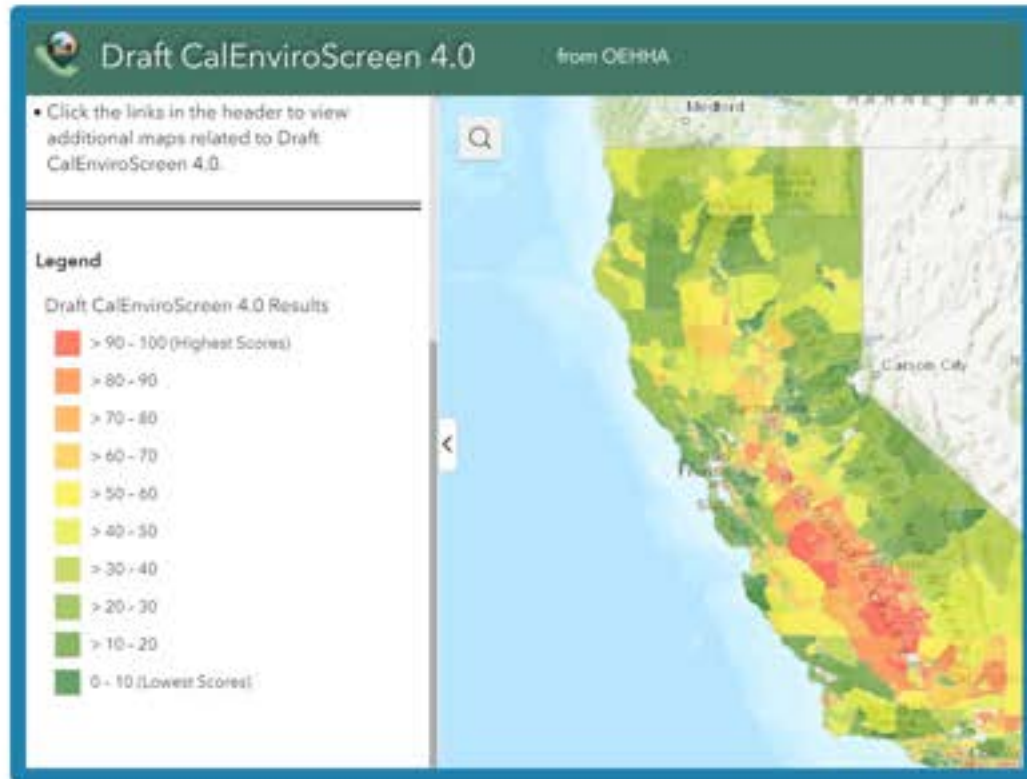 Draft CalEnviroScreen 4.0
from OEHHA
• Click the links in the header to view
additional maps related to Draft
CalEnviroScreen 4.0.
Legend
Draft CalEnviroScreen 4.0 Results
> 90 - 100 (Highest Scores)
> 80 - 90
> 70 - 80
> 60 - 70
> 50 - 60
> 40 - 50
> 30 - 40
> 20 - 30
> 10 - 20
0 - 10 (Lowest Scores)
Medford
Carson City